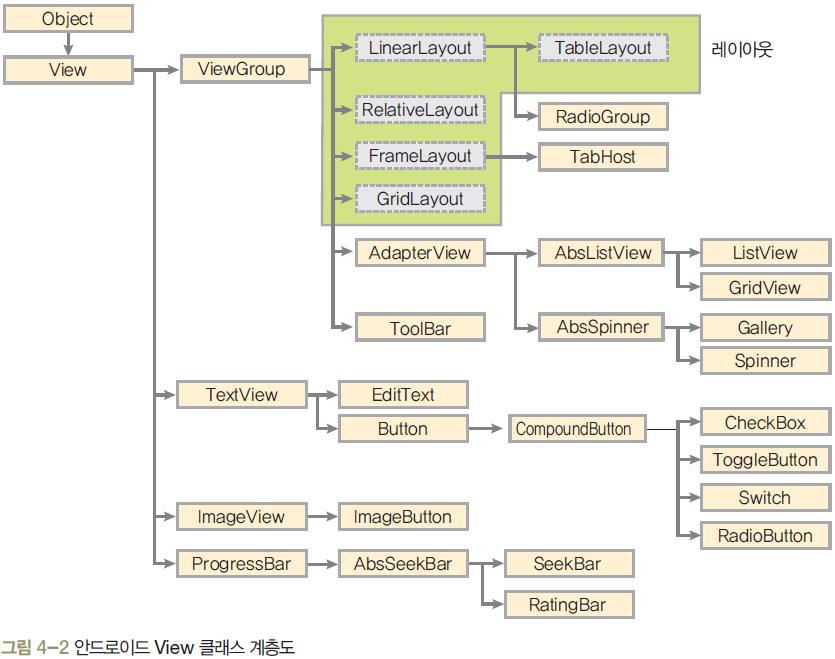 Object
View
ViewGroup
LinearLayout
TableLayout
레이아웃
RelativeLayout
RadioGroup
FrameLayout
TabHost
GridLayout
AdapterView
AbsListView
ListView
GridView
ToolBar
AbsSpinner
Gallery
Spinner
TextView
EditText
Button
CompoundButton
CheckBox
ToggleButton
Switch
RadioButton
ImageView
ImageButton
ProgressBar
AbsSeekBar
SeekBar
RatingBar
그림 4-2 안드로이드 View 클래스 계층도